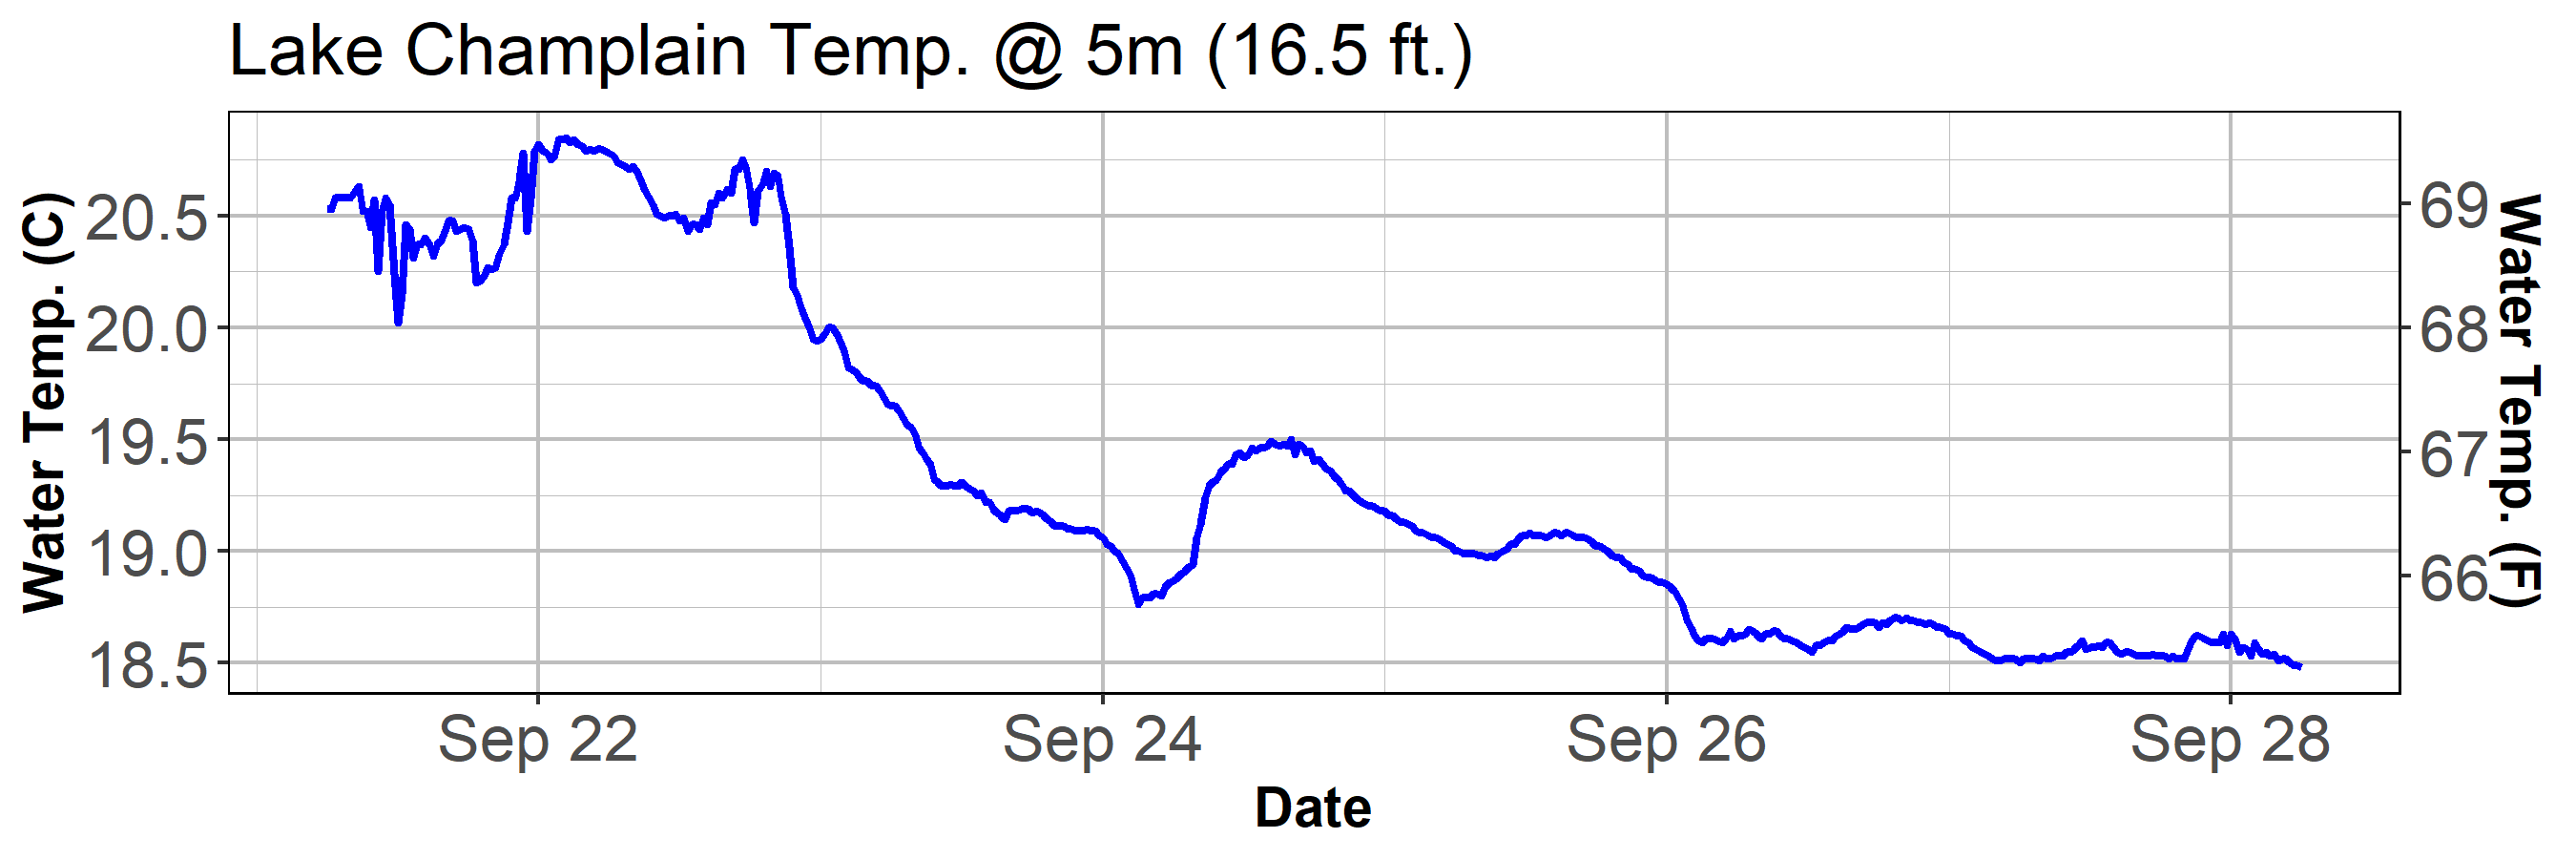 Lake Champlain Temp. @ 5m (16.5 ft.)
Water Temp. (C)
20.5
20.0
19.5
19.0
18.5
69
68
67
66
Water Temp. (F)
Sep 22 Sep 24 Sep 26 Sep 28
Date